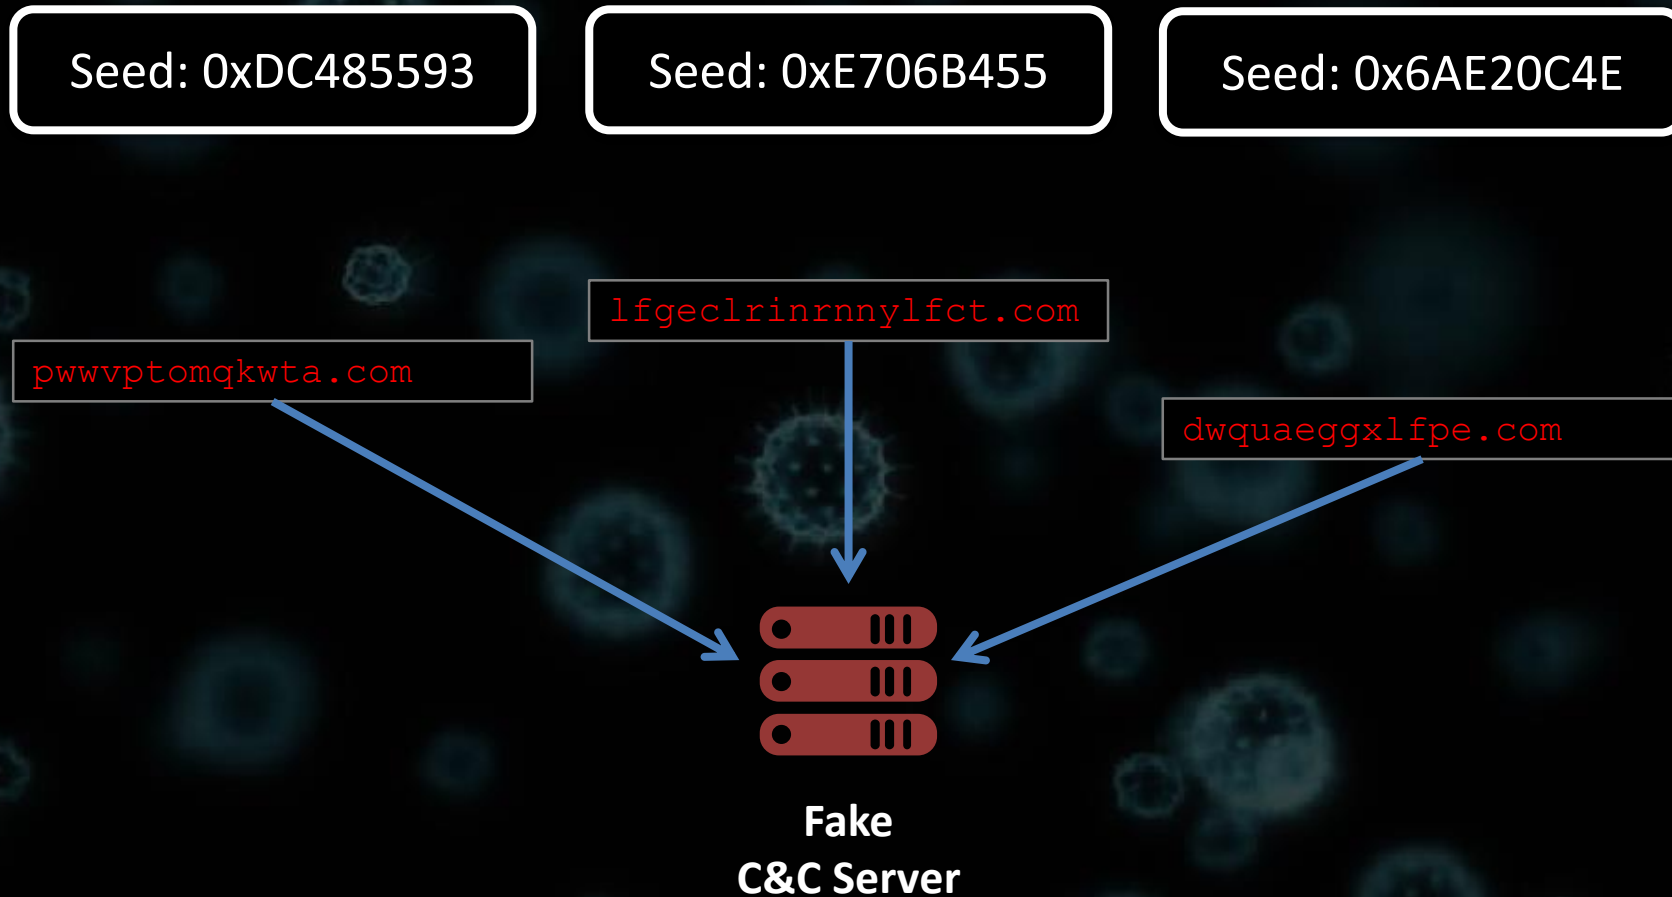 Seed: 0xDC485593
Seed: 0xE706B455
Seed: 0x6AE20C4E
lfgeclrinrnnylfct.com
pwwvptomqkwta.com
dwquaeggxlfpe.com
Fake
C&C Server